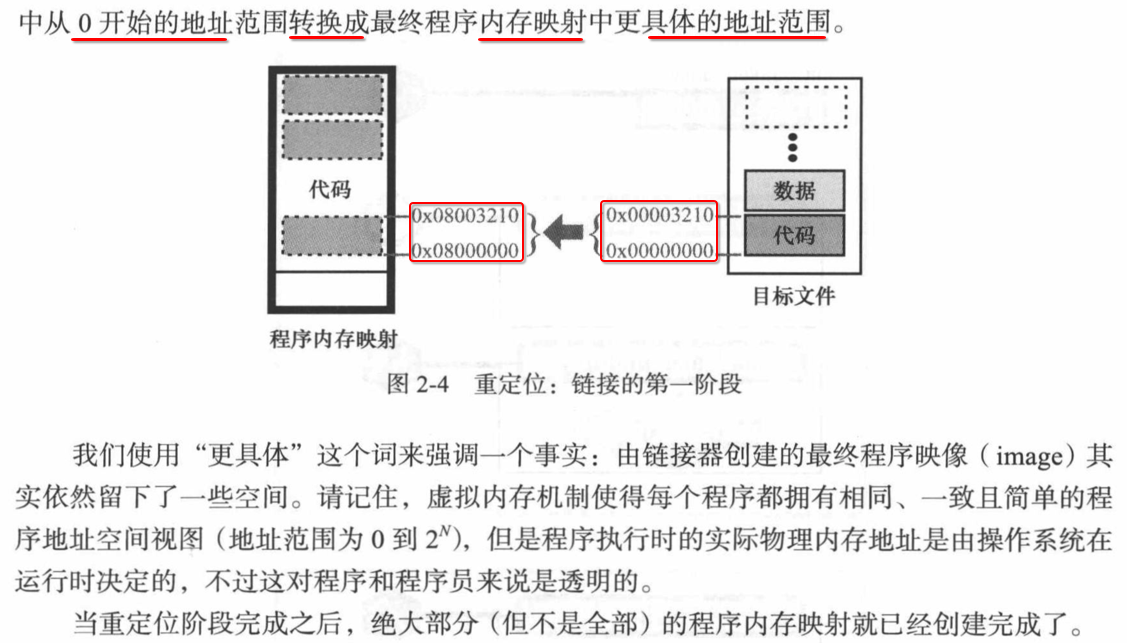 中从 0 开始的地址范围转换成最终程序内存映射中更具体的地址范围。
代码
0x08003210
0x08000000
0x00003210
0x00000000
数据
代码
目标文件
程序内存映射
图 2-4 重定位：链接的第一阶段
我们使用“更具体”这个词来强调一个事实：由链接器创建的最终程序映像（image）其
实依然留下了一些空间。请记住，虚拟内存机制使得每个程序都拥有相同、一致且简单的程
序地址空间视图（地址范围为 0 到 2^N），但是程序执行时的实际物理内存地址是由操作系统在
运行时决定的，不过这对程序和程序员来说是透明的。
当重定位阶段完成之后，绝大部分（但不是全部）的程序内存映射就已经创建完成了。